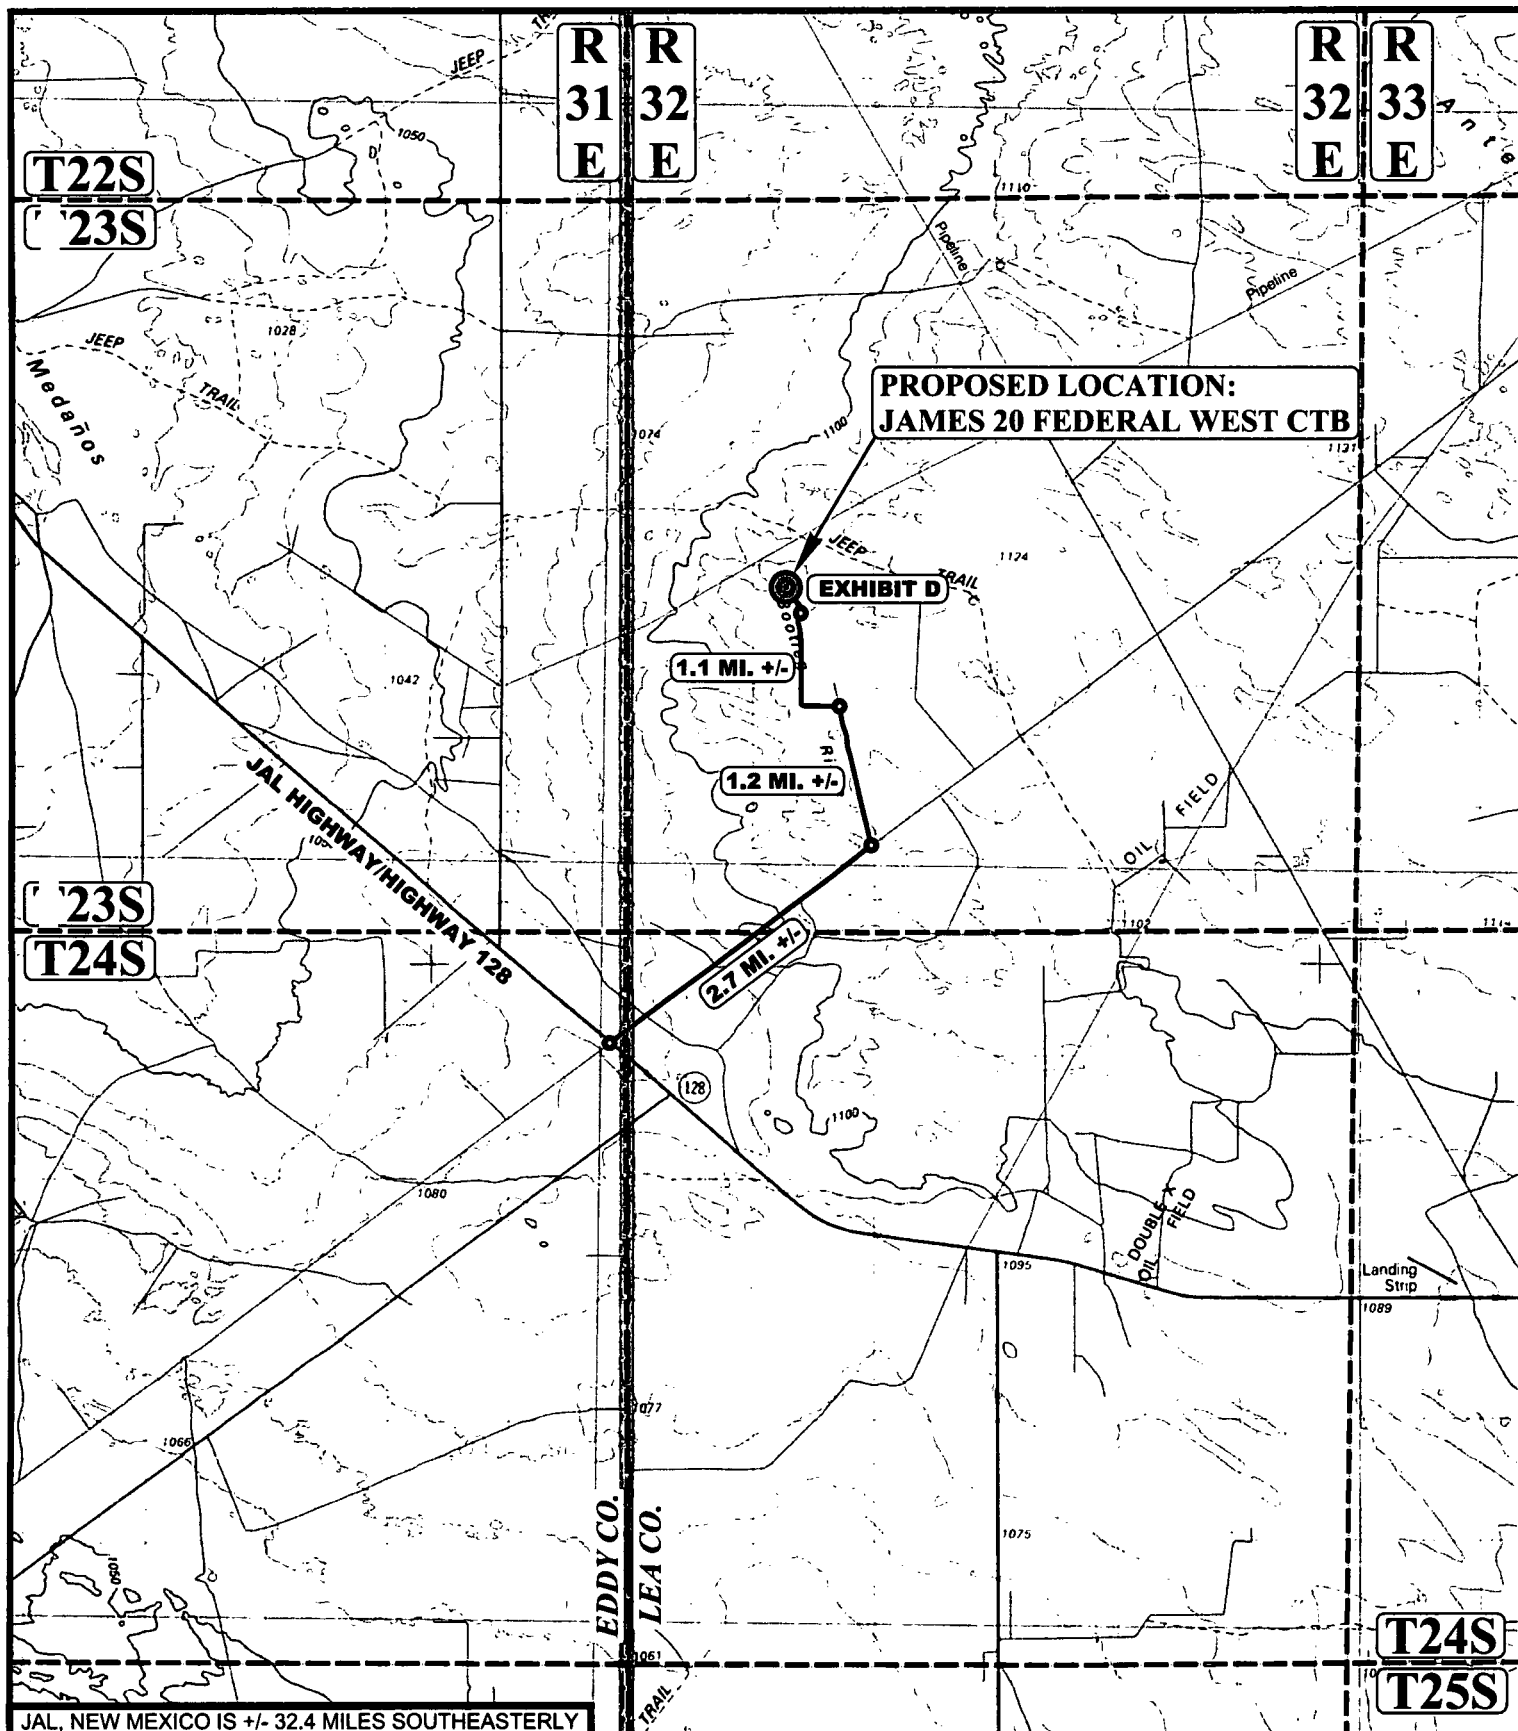 JEEP
R
31
E
R
32
E
R
32
E
R
33
E
1050
T22S
23S
1110
Pipeline
Pipeline
1028
JEEP
TRAIL
Medaños
1074
1100
PROPOSED LOCATION:
JAMES 20 FEDERAL WEST CTB
1131
JEEP
TRAIL
1124
EXHIBIT D
1.1 MI. +/-
1042
1.2 MI. +/-
JAL HIGHWAY/HIGHWAY 128
OIL FIELD
23S
T24S
1102
2.7 MI. +/-
128
1100
1080
DOUBLE X
OIL FIELD
1095
Landing
Strip
1089
1077
1066
EDDY CO.
LEA CO.
1075
1050
T24S
T25S
1061
TRAIL
JAL, NEW MEXICO IS +/- 32.4 MILES SOUTHEASTERLY